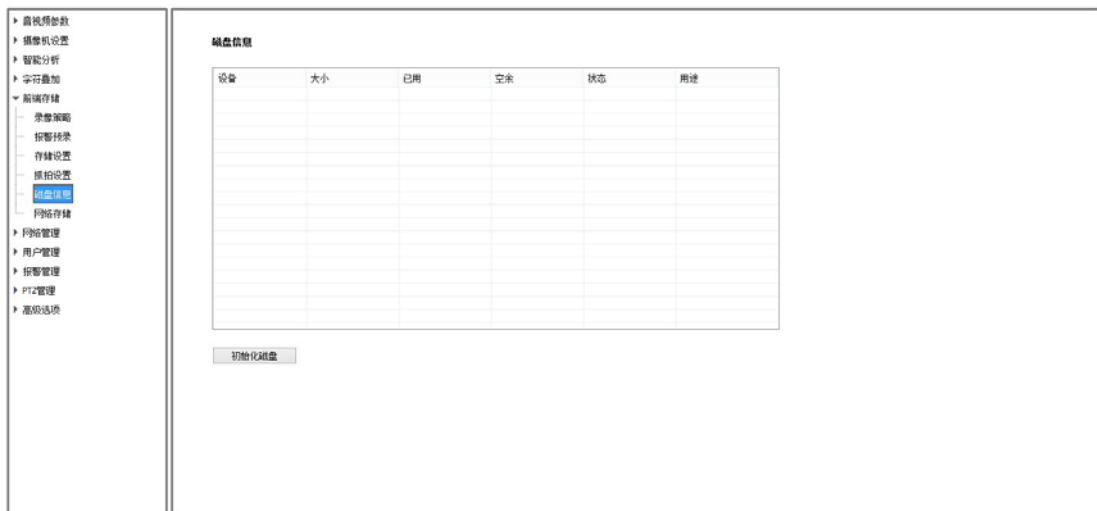 音视频参数
摄像机设置
智能分析
字符叠加
前端存储
录像策略
报警预录
存储设置
抓拍设置
磁盘信息
网络存储
网络管理
用户管理
报警管理
PTZ管理
高级选项
磁盘信息
设备 大小 已用 空余 状态 用途
初始化磁盘